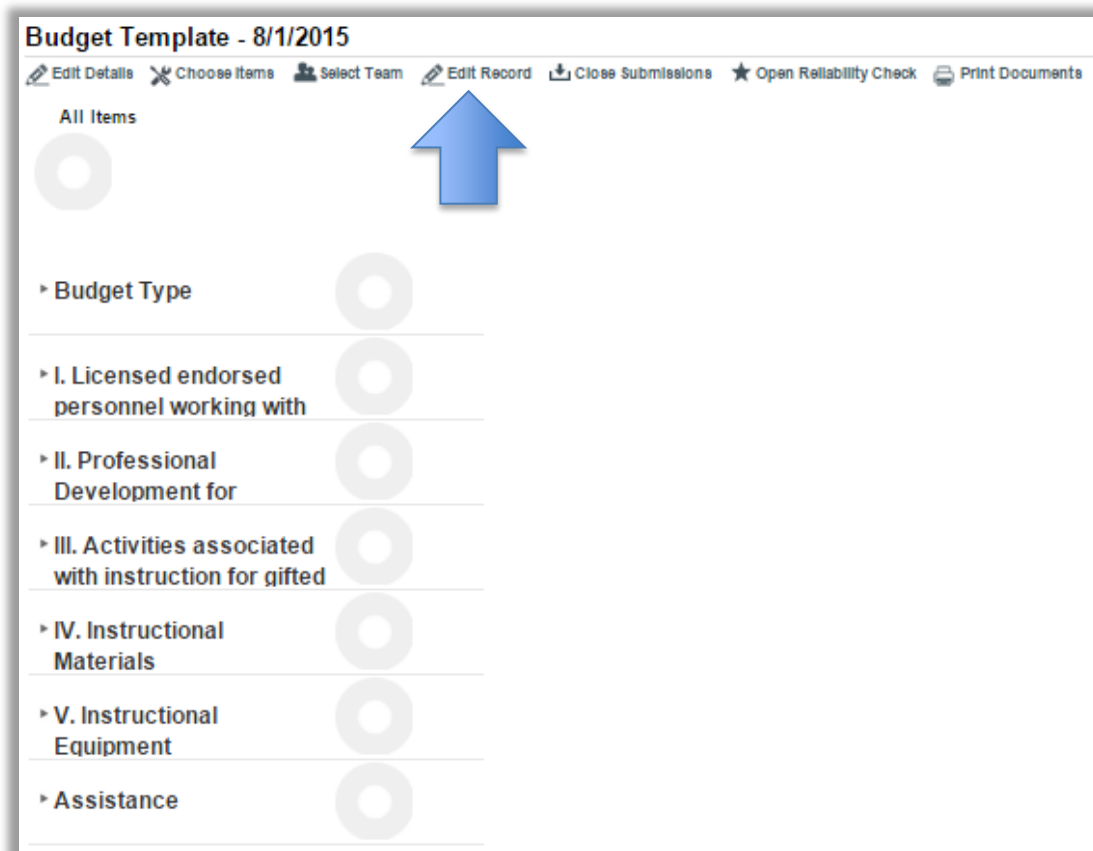 Budget Template - 8/1/2015
Edit Details Choose Items Select Team Edit Record Close Submissions Open Reliability Check Print Documents
All Items
Budget Type
I. Licensed endorsed
personnel working with
II. Professional
Development for
III. Activities associated
with instruction for gifted
IV. Instructional
Materials
V. Instructional
Equipment
Assistance